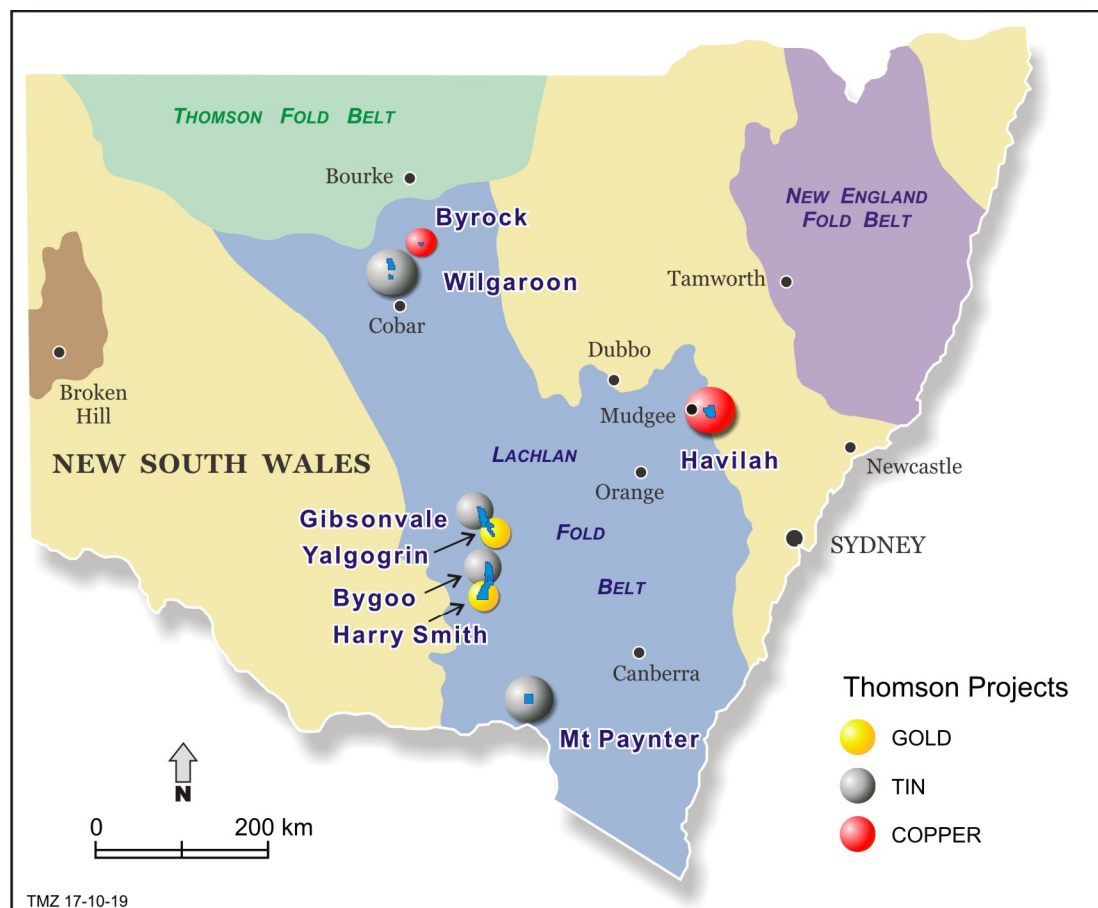 THOMSON FOLD BELT
Bourke
NEW ENGLAND
FOLD BELT
Byrock
Wilgaroon
Tamworth
Cobar
Dubbo
Broken
Hill
Mudgee
NEW SOUTH WALES
LACHLAN
Havilah
Newcastle
Orange
Gibsonvale
FOLD
Yalgogrin
SYDNEY
Bygoo
BELT
Harry Smith
Canberra
Mt Paynter
Thomson Projects
GOLD
TIN
COPPER
N
0 200 km
TMZ 17-10-19